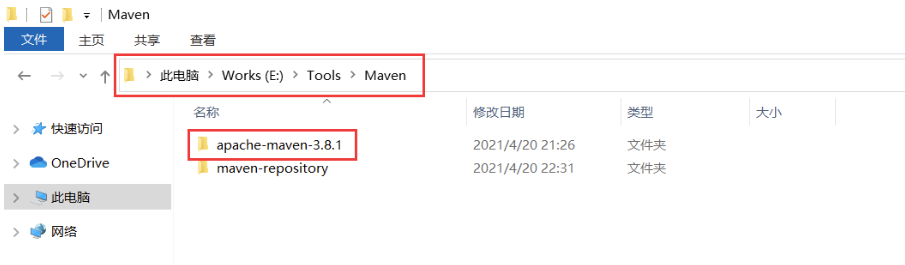 Maven
文件 主页 共享 查看
此电脑 Works (E:) Tools Maven
名称 修改日期 类型 大小
快速访问
apache-maven-3.8.1 2021/4/20 21:26 文件夹
OneDrive
maven-repository 2021/4/20 22:31 文件夹
此电脑
网络